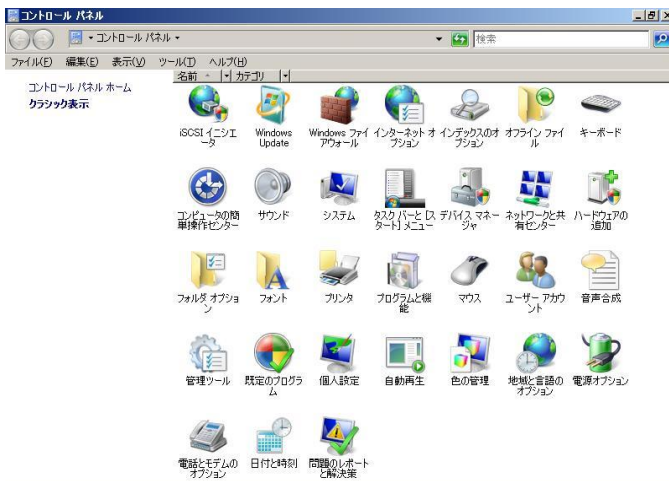 コントロール パネル
コントロール パネル
検索
ファイル(F) 編集(E) 表示(V) ツール(T) ヘルプ(H)
名前 カテゴリ
コントロール パネル ホーム
クラシック表示
iSCSI イニシエ
ータ
Windows
Update
Windows ファイ
アウォール
インターネット オ
プション
インデックスのオ
プション
オフライン ファイ
ル
キーボード
コンピュータの簡
単操作センター
サウンド
システム
タスク バーと [ス
タート] メニュー
デバイス マネー
ジャ
ネットワークと共
有センター
ハードウェアの
追加
フォルダ オプショ
ン
フォント
プリンタ
プログラムと機
能
マウス
ユーザー アカウ
ント
音声合成
管理ツール
既定のプログラ
ム
個人設定
自動再生
色の管理
地域と言語の
オプション
電源オプション
電話とモデムの
オプション
日付と時刻
問題のレポート
と解決策